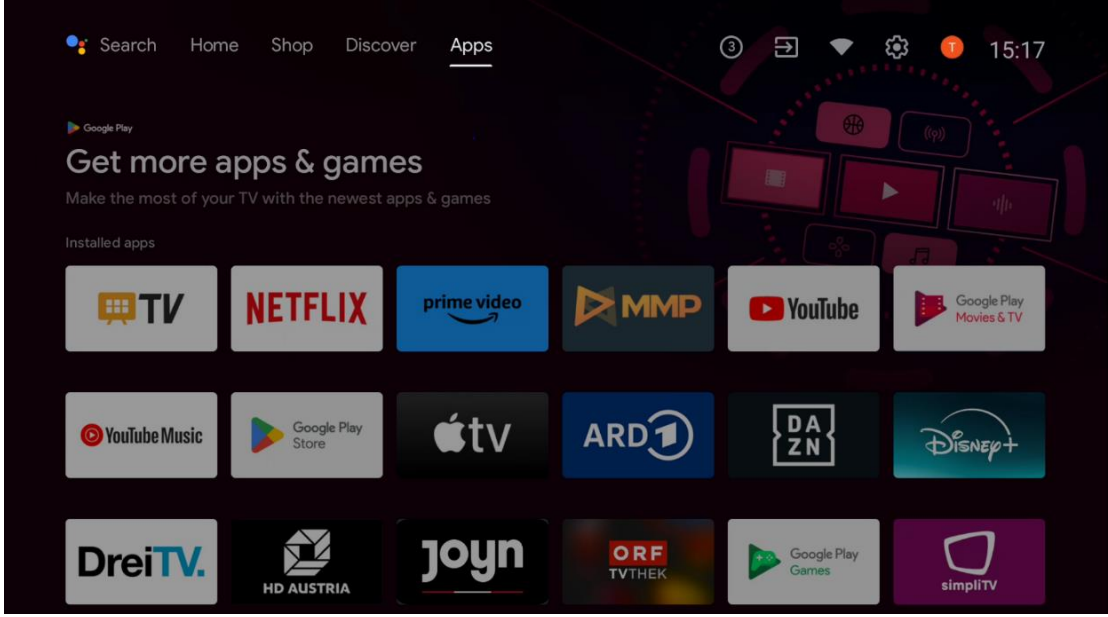 Search Home Shop Discover Apps 3 T 15:17
Google Play
Get more apps & games
Make the most of your TV with the newest apps & games
Installed apps
TV NETFLIX prime video MMP YouTube Google Play
Movies & TV
YouTube Music Google Play
Store
tv ARD 1 DA
ZN
Disney+
DreiTV. HD AUSTRIA joyn ORF
TVTHEK
Google Play
Games
simpliTV